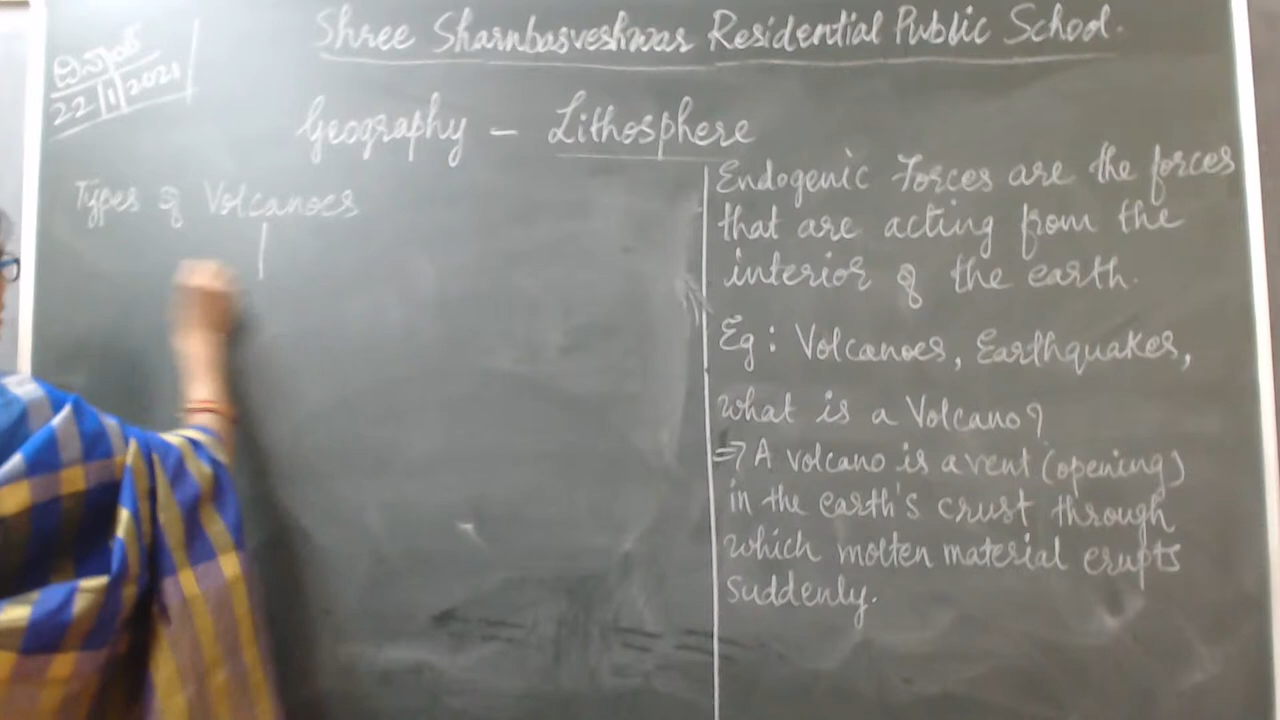 Shree Sharnbasveshwar Residential Public School.
ದಿನಾಂಕ
22/1/2021
Geography - Lithosphere
Types of Volcanoes
Endogenic Forces are the forces
that are acting from the
interior of the earth.
Eg: Volcanoes, Earthquakes,
what is a Volcano?
⇒ A volcano is a vent (opening)
in the earth's crust through
which molten material erupts
suddenly.